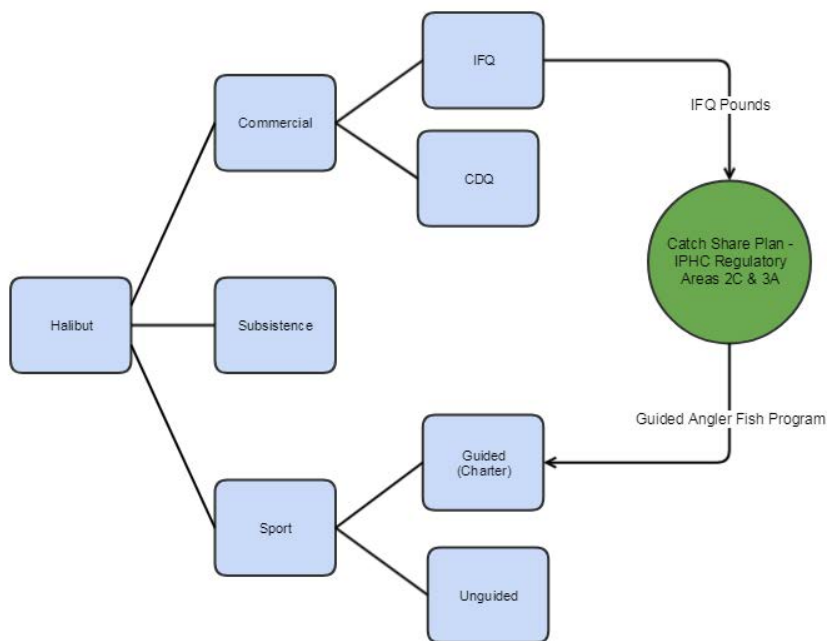 IFQ
Commercial
IFQ Pounds
CDQ
Catch Share Plan -
IPHC Regulatory
Areas 2C & 3A
Halibut
Subsistence
Guided Angler Fish Program
Guided
(Charter)
Sport
Unguided